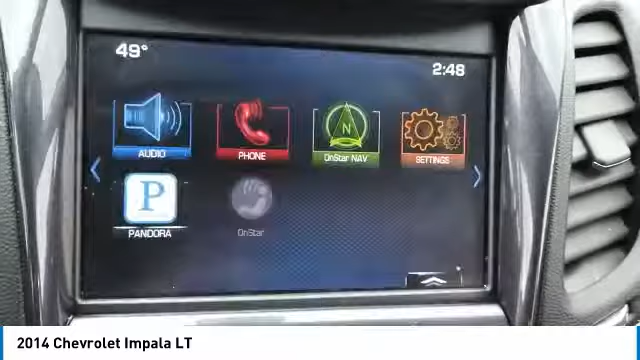 49°
2:48
AUDIO
PHONE
N
OnStar NAV
SETTINGS
P
PANDORA
OnStar
2014 Chevrolet Impala LT